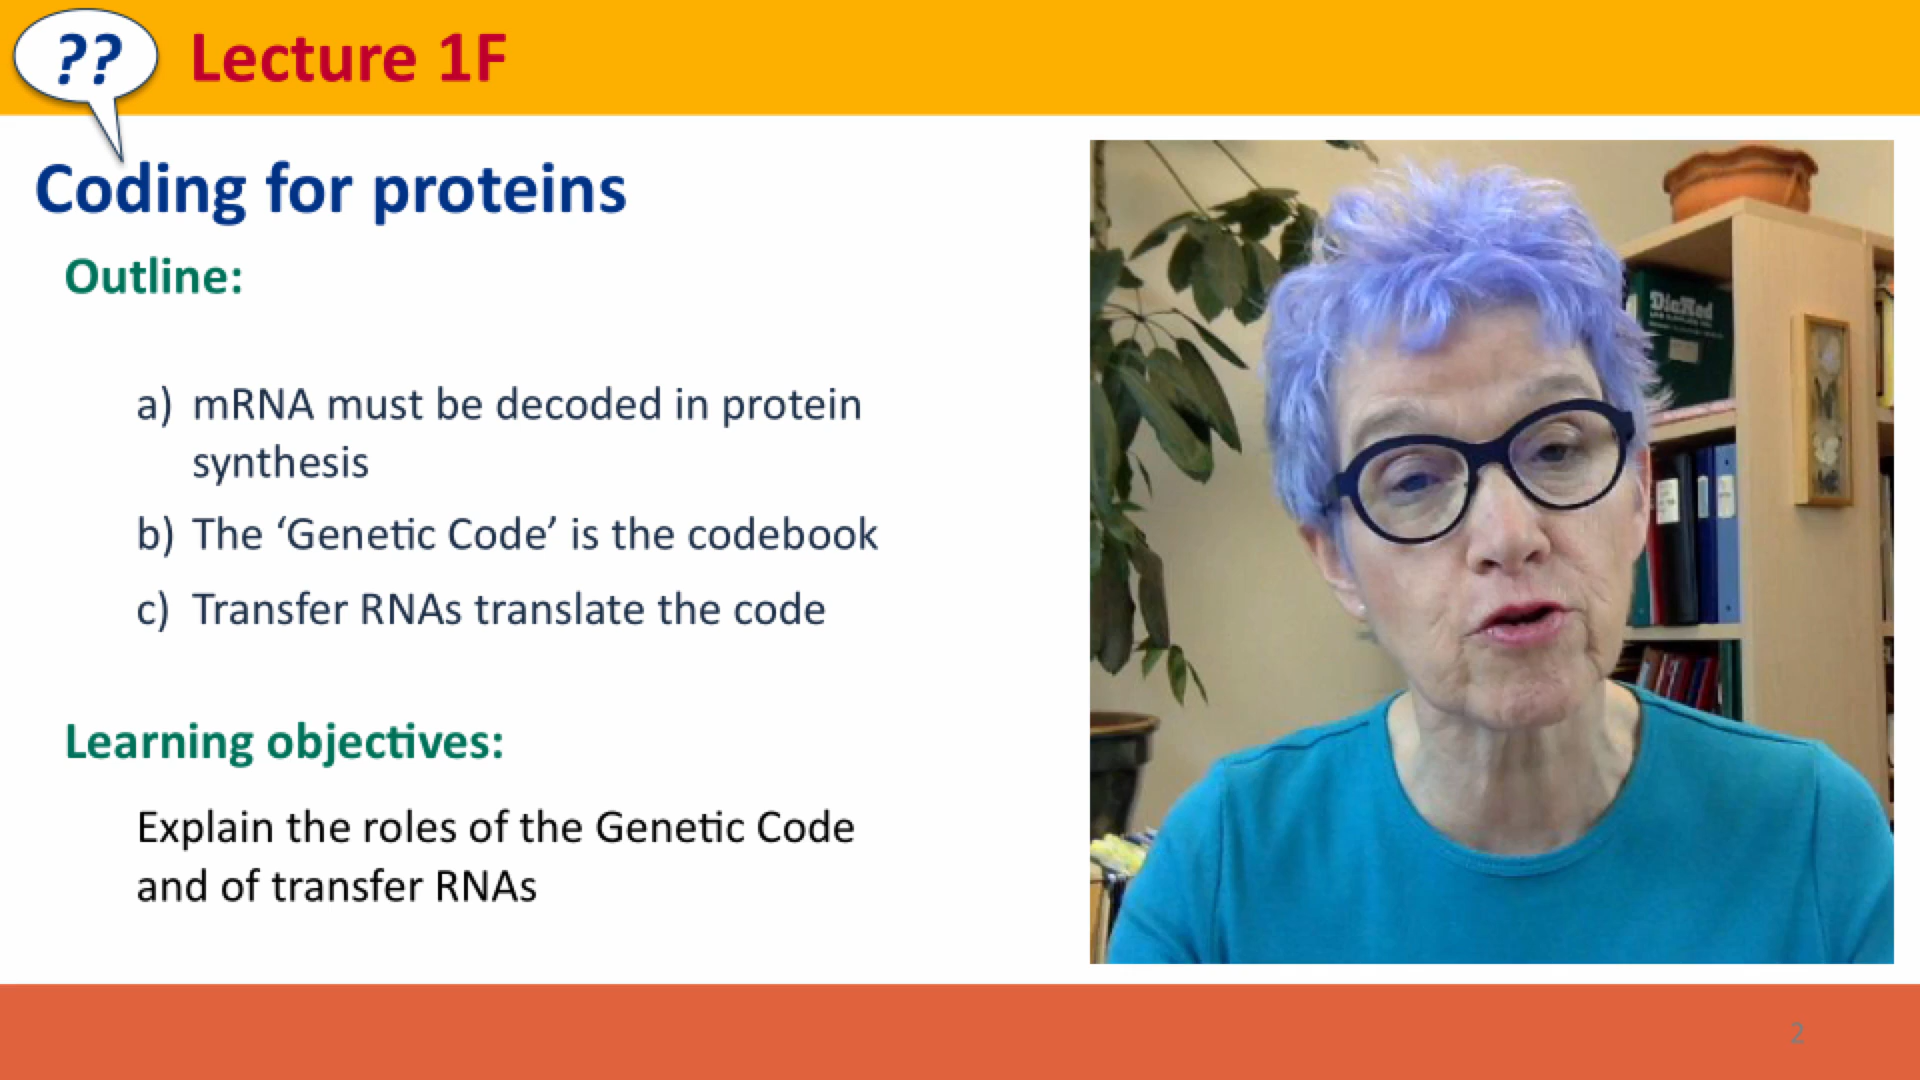 ??
Lecture 1F
Coding for proteins
Outline:
a) mRNA must be decoded in protein
synthesis
b) The ‘Genetic Code’ is the codebook
c) Transfer RNAs translate the code
Learning objectives:
Explain the roles of the Genetic Code
and of transfer RNAs
DiaMed
2